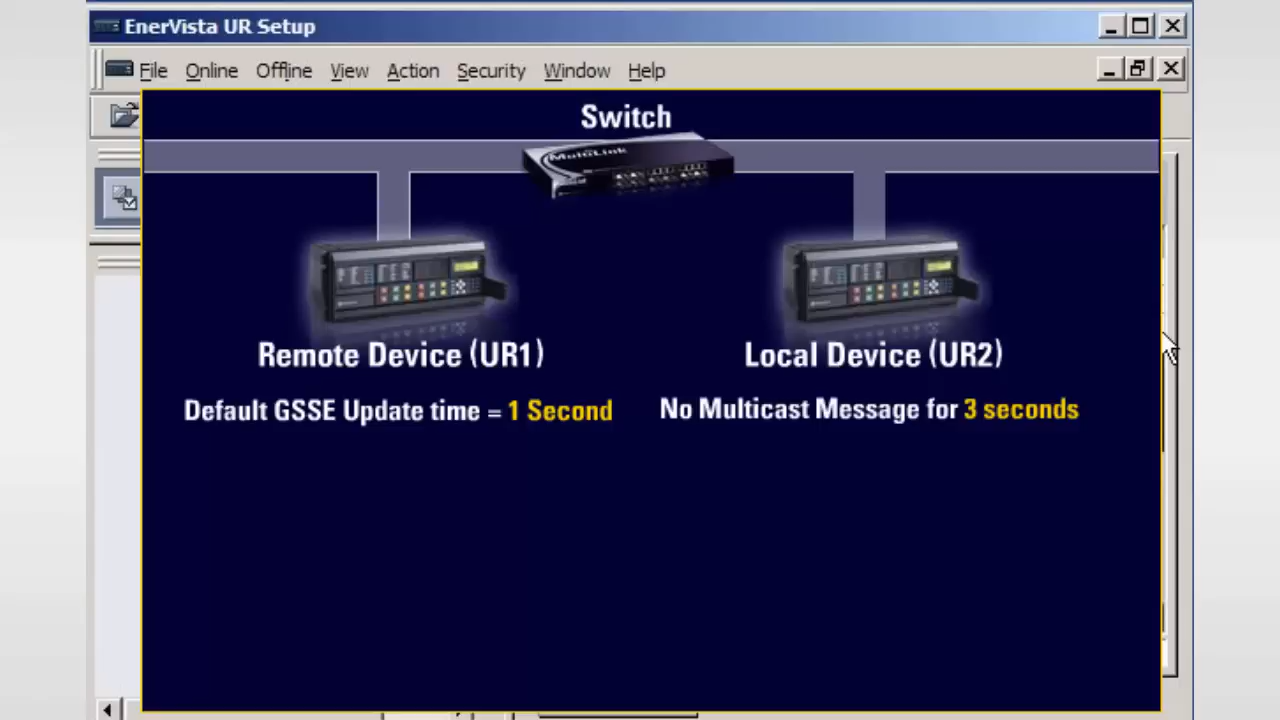 EnerVista UR Setup
File Online Offline View Action Security Window Help
Switch
MultiLink
Remote Device (UR1)
Local Device (UR2)
Default GSSE Update time = 1 Second
No Multicast Message for 3 seconds